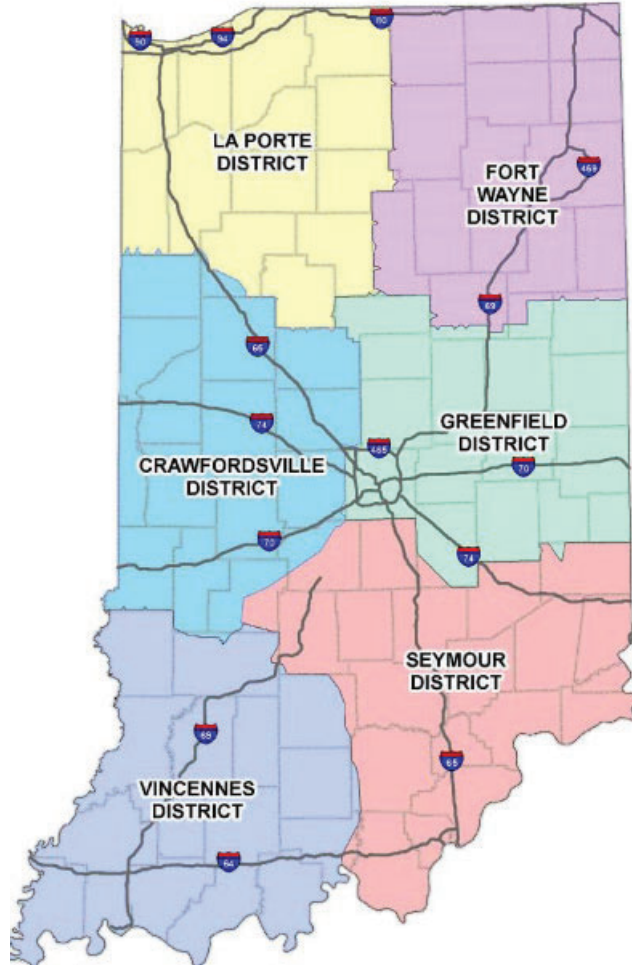 90
94
80
LA PORTE
DISTRICT
469
FORT
WAYNE
DISTRICT
69
65
74
465
GREENFIELD
DISTRICT
70
CRAWFORDSVILLE
DISTRICT
70
74
SEYMOUR
DISTRICT
69
65
VINCENNES
DISTRICT
64